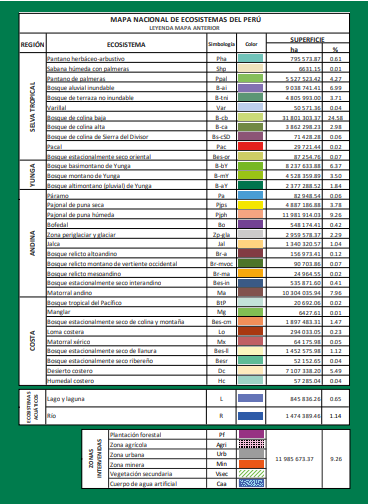 MAPA NACIONAL DE ECOSISTEMAS DEL PERÚ
LEYENDA MAPA ANTERIOR
REGIÓN ECOSISTEMA Simbología Color SUPERFICIE
ha %
SELVA TROPICAL
Pantano herbáceo-arbustivo Pha 795 573.87 0.61
Sabana húmeda con palmeras Shp 6631.15 0.01
Pantano de palmeras Ppal 5 527 523.42 4.27
Bosque aluvial inundable B-ai 9 038 741.41 6.99
Bosque de terraza no inundable B-tni 4 805 993.00 3.71
Varillal Var 50 571.36 0.04
Bosque de colina baja B-cb 31 801 303.37 24.58
Bosque de colina alta B-ca 3 862 298.23 2.98
Bosque de colina de Sierra del Divisor Bs-cSD 71 428.28 0.06
Pacal Pac 29 721.44 0.02
Bosque estacionalmente seco oriental Bes-or 87 254.76 0.07
YUNGA
Bosque basimontano de Yunga B-bY 8 237 633.88 6.37
Bosque montano de Yunga B-mY 4 528 359.89 3.50
Bosque altimontano (pluvial) de Yunga B-aY 2 377 288.52 1.84
ANDINA
Páramo Pa 82 948.54 0.06
Pajonal de puna seca Pjps 4 887 186.88 3.78
Pajonal de puna húmeda Pjph 11 981 914.03 9.26
Bofedal Bo 548 174.41 0.42
Zona periglaciar y glaciar Zp-gla 2 959 578.37 2.29
Jalca Jal 1 340 320.57 1.04
Bosque relicto altoandino Br-a 156 973.41 0.12
Bosque relicto montano de vertiente occidental Br-mvoc 90 703.86 0.07
Bosque relicto mesoandino Br-ma 24 964.55 0.02
Bosque estacionalmente seco interandino Bes-in 535 871.60 0.41
Matorral andino Ma 10 304 035.94 7.96
COSTA
Bosque tropical del Pacífico BtP 20 692.06 0.02
Manglar Mg 6427.61 0.01
Bosque estacionalmente seco de colina y montaña Bes-cm 1 897 483.31 1.47
Loma costera Lo 294 033.05 0.23
Matorral xérico Mx 64 175.98 0.05
Bosque estacionalmente seco de llanura Bes-ll 1 452 575.98 1.12
Bosque estacionalmente seco ribereño Besr 52 152.65 0.04
Desierto costero Dc 7 107 338.20 5.49
Humedal costero Hc 57 285.04 0.04
ECOSISTEMAS ACUÁTICOS
Lago y laguna L 845 836.26 0.65
Río R 1 474 389.46 1.14
ZONAS INTERVENIDAS
Plantación forestal Pf
Zona agrícola Agri
Zona urbana Urb
Zona minera Min 11 985 673.37 9.26
Vegetación secundaria Vsec
Cuerpo de agua artificial Caa